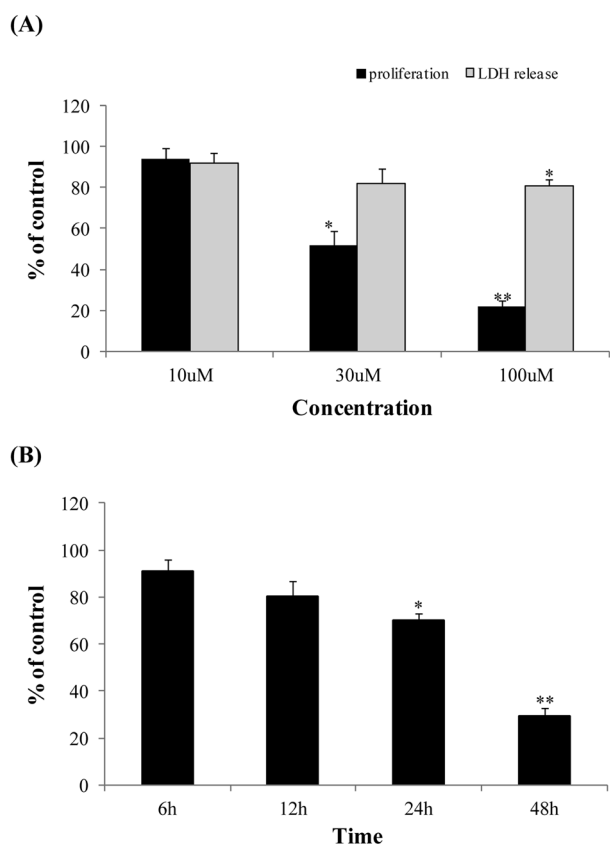 (A)
proliferation LDH release
120
100
80
60
40
20
0
% of control
*
**
*
10uM 30uM 100uM
Concentration
(B)
120
100
80
60
40
20
0
% of control
*
**
6h 12h 24h 48h
Time